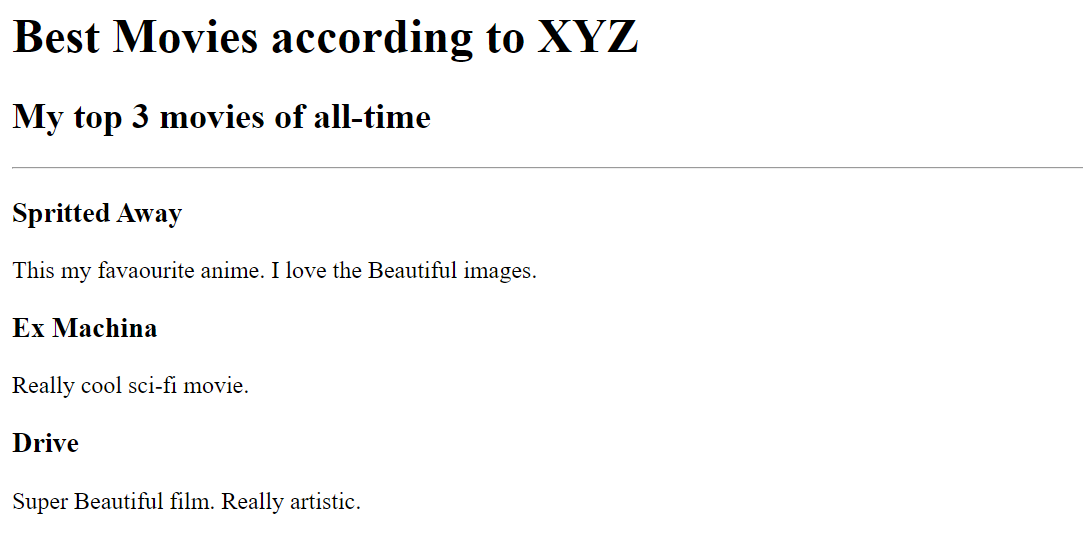 Best Movies according to XYZ
My top 3 movies of all-time
Spritted Away
This my favaourite anime. I love the Beautiful images.
Ex Machina
Really cool sci-fi movie.
Drive
Super Beautiful film. Really artistic.